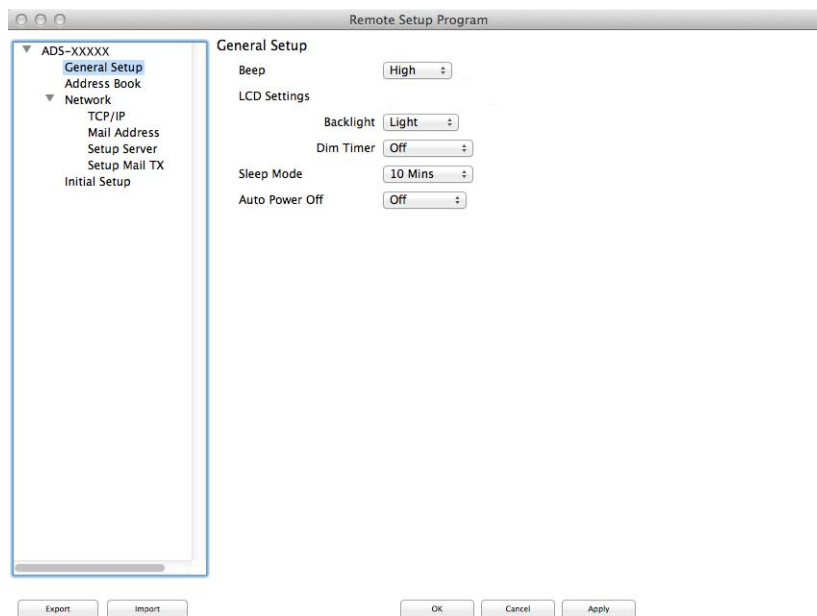 Remote Setup Program
ADS-XXXXX
General Setup
Address Book
Network
TCP/IP
Mail Address
Setup Server
Setup Mail TX
Initial Setup
General Setup
Beep High
LCD Settings
Backlight Light
Dim Timer Off
Sleep Mode 10 Mins
Auto Power Off Off
Export Import OK Cancel Apply